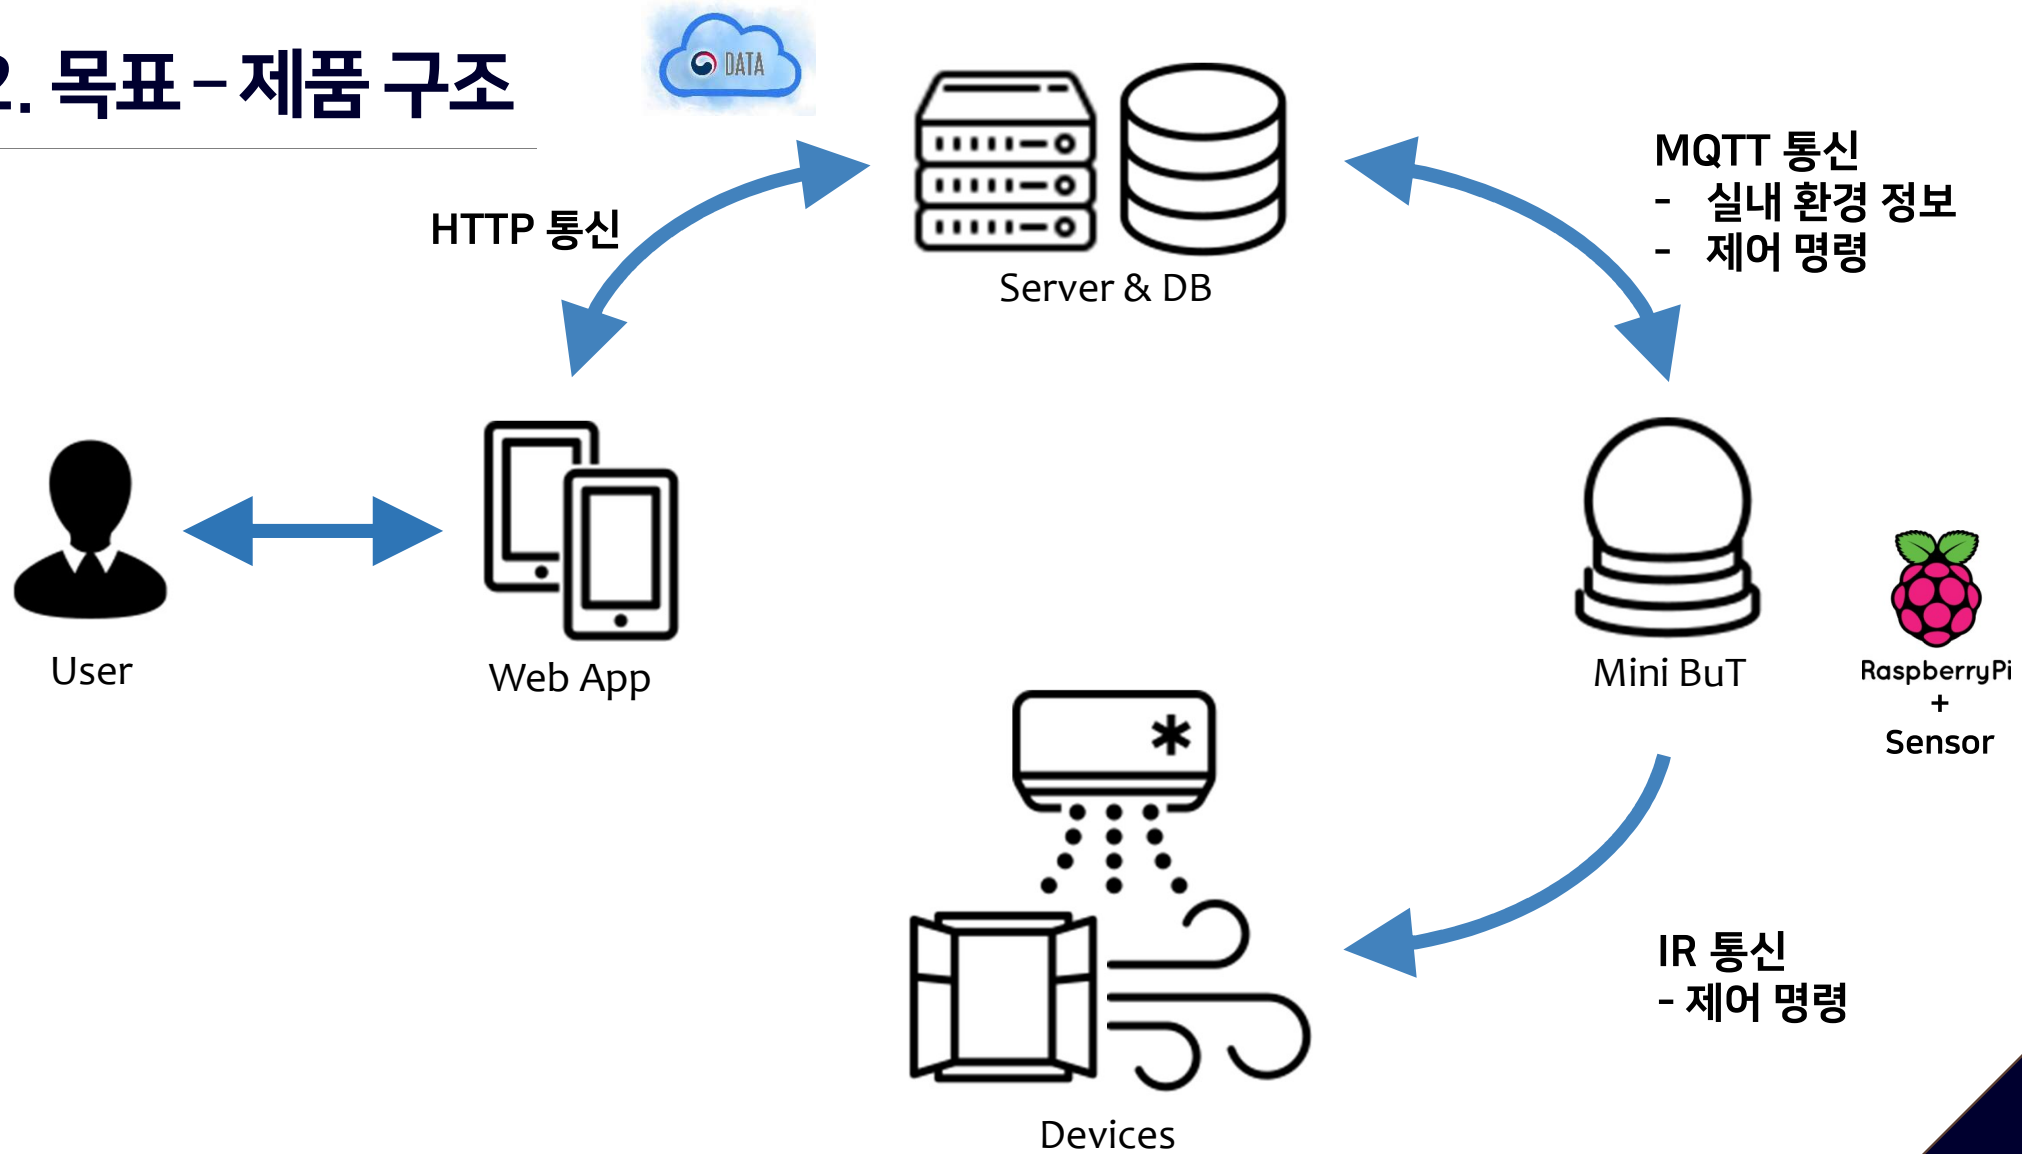 2. 목표 – 제품 구조
DATA
HTTP 통신
Server & DB
MQTT 통신
- 실내 환경 정보
- 제어 명령
User
Web App
Mini BuT
RaspberryPi
+
Sensor
IR 통신
- 제어 명령
Devices